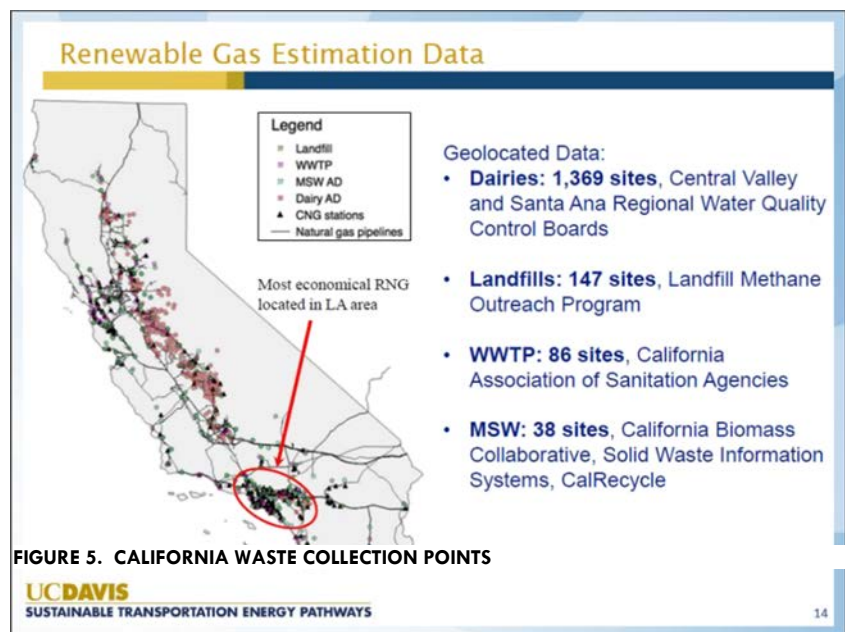 Renewable Gas Estimation Data
Legend
Landfill
WWTP
MSW AD
Dairy AD
CNG stations
Natural gas pipelines
Most economical RNG
located in LA area
Geolocated Data:
• Dairies: 1,369 sites, Central Valley
and Santa Ana Regional Water Quality
Control Boards
• Landfills: 147 sites, Landfill Methane
Outreach Program
• WWTP: 86 sites, California
Association of Sanitation Agencies
• MSW: 38 sites, California Biomass
Collaborative, Solid Waste Information
Systems, CalRecycle
FIGURE 5. CALIFORNIA WASTE COLLECTION POINTS
UCDAVIS
SUSTAINABLE TRANSPORTATION ENERGY PATHWAYS
14